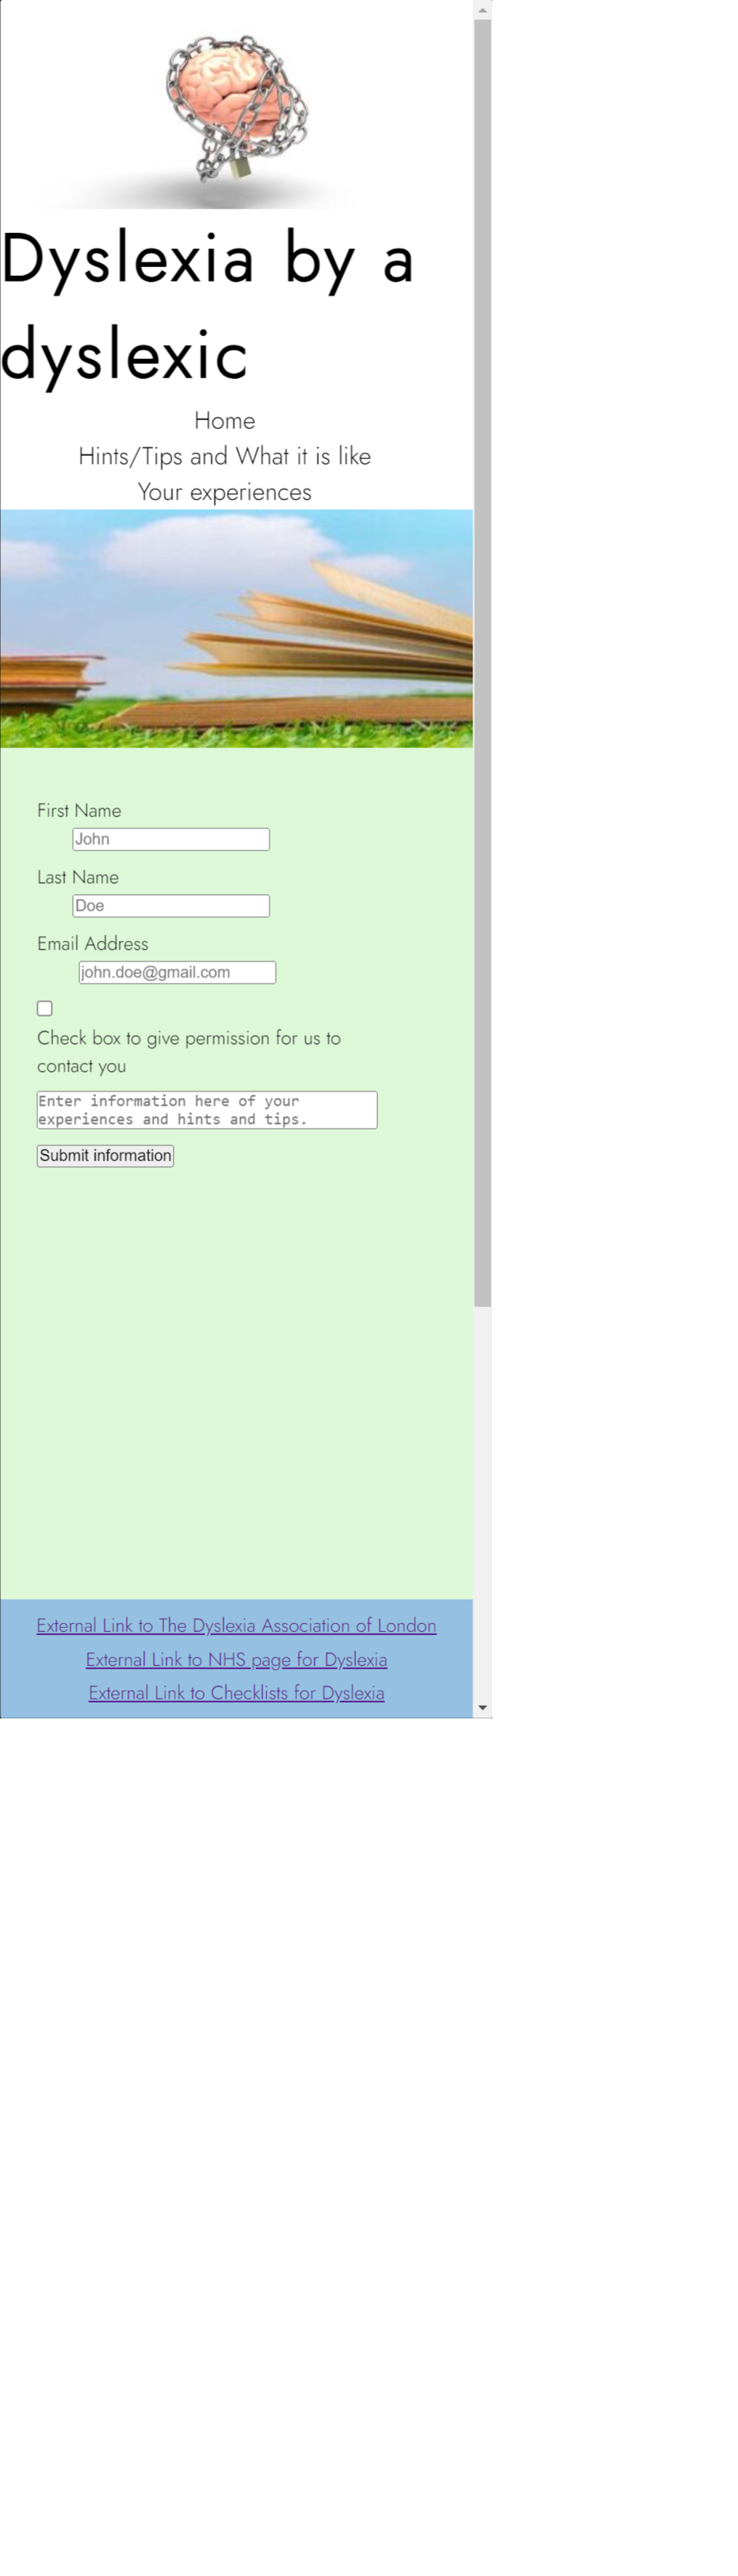 Dyslexia by a
dyslexic
Home
Hints/Tips and What it is like
Your experiences
First Name
John
Last Name
Doe
Email Address
john.doe@gmail.com
Check box to give permission for us to
contact you
Enter information here of your
experiences and hints and tips.
Submit information
External Link to The Dyslexia Association of London
External Link to NHS page for Dyslexia
External Link to Checklists for Dyslexia